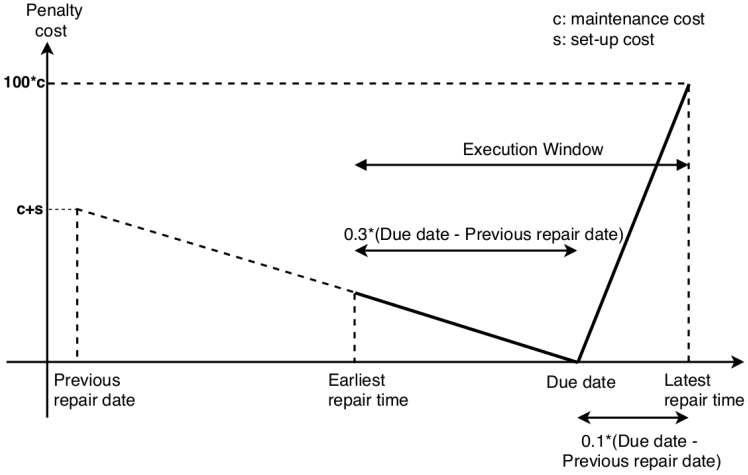 Penalty
cost
c: maintenance cost
s: set-up cost
100*c
Execution Window
c+s
0.3*(Due date - Previous repair date)
Previous
repair date
Earliest
repair time
Due date
Latest
repair time
0.1*(Due date -
Previous repair date)